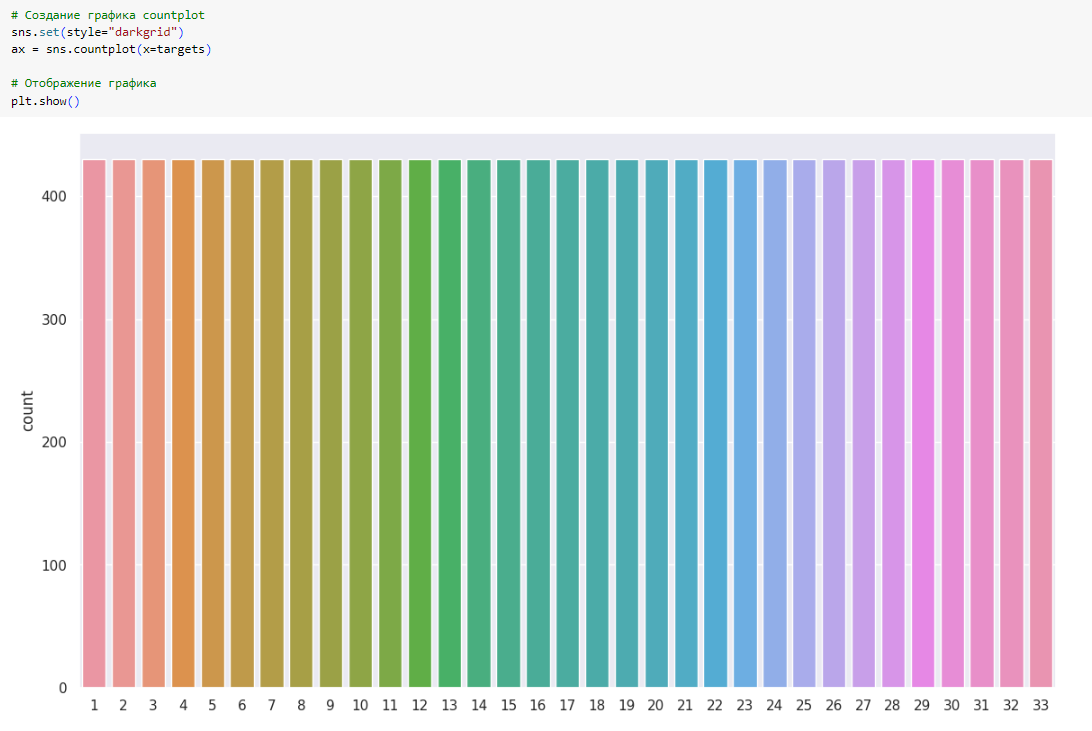 # Создание графика countplot
sns.set(style="darkgrid")
ax = sns.countplot(x=targets)
# Отображение графика
plt.show()
400
300
count
200
100
0
1 2 3 4 5 6 7 8 9 10 11 12 13 14 15 16 17 18 19 20 21 22 23 24 25 26 27 28 29 30 31 32 33